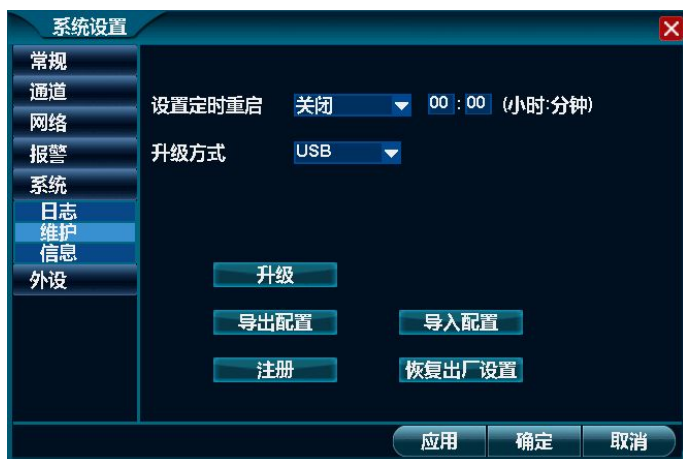 系统设置
常规
通道
网络
报警
系统
日志
维护
信息
外设
设置定时重启 关闭 00 : 00 (小时:分钟)
升级方式 USB
升级
导出配置 导入配置
注册 恢复出厂设置
应用 确定 取消